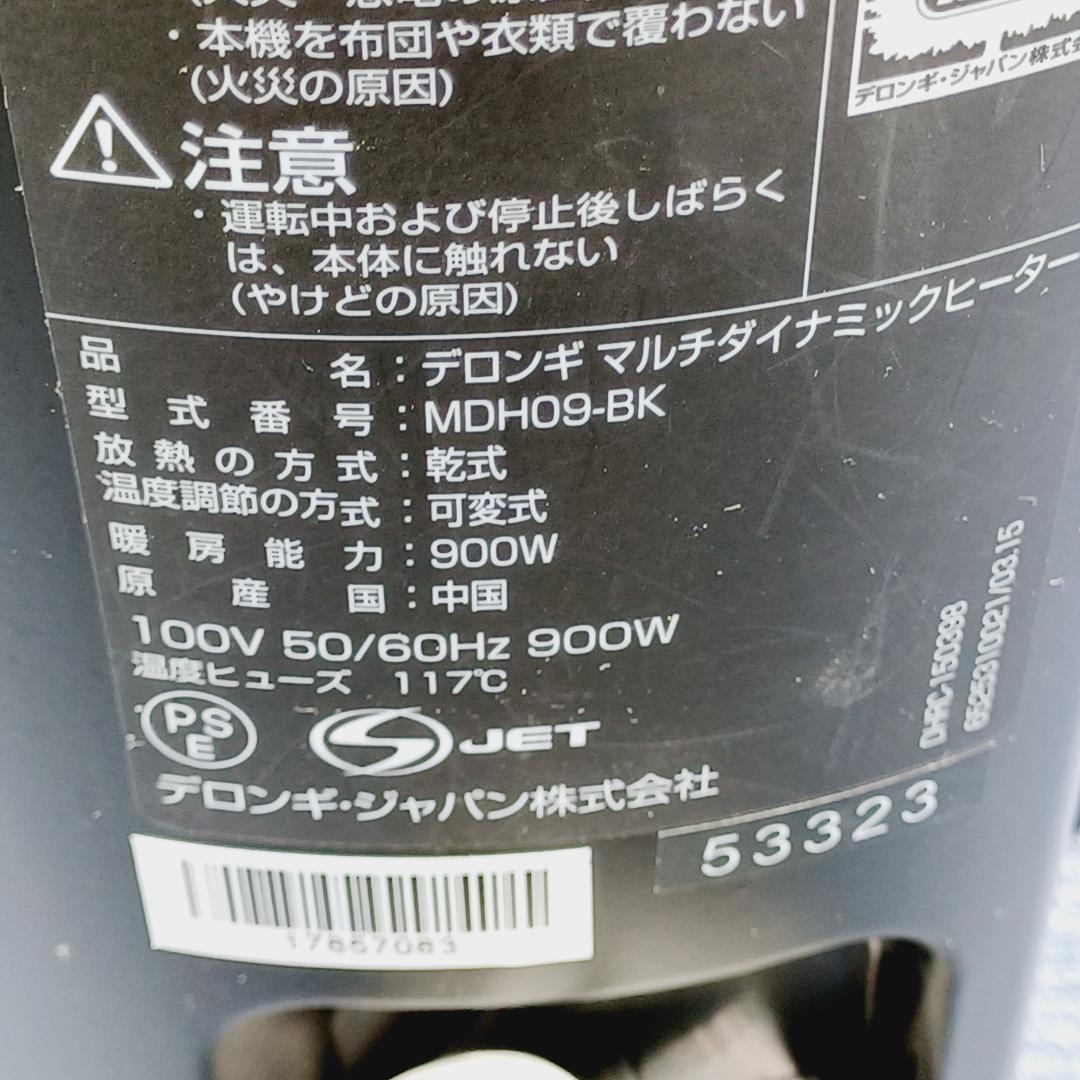 ・本機を布団や衣類で覆わない
(火災の原因)
デロンギ・ジャパン株式会
注意
・運転中および停止後しばらく
は、本体に触れない
(やけどの原因)
品名：デロンギ マルチダイナミックヒーター
型式番号：MDH09-BK
放熱の方式：乾式
温度調節の方式：可変式
暖房能力：900W
原産国：中国
100V 50/60Hz 900W
温度ヒューズ 117℃
PSE
JET
デロンギ・ジャパン株式会社
DRC-150398
6525310021/03.15
53323